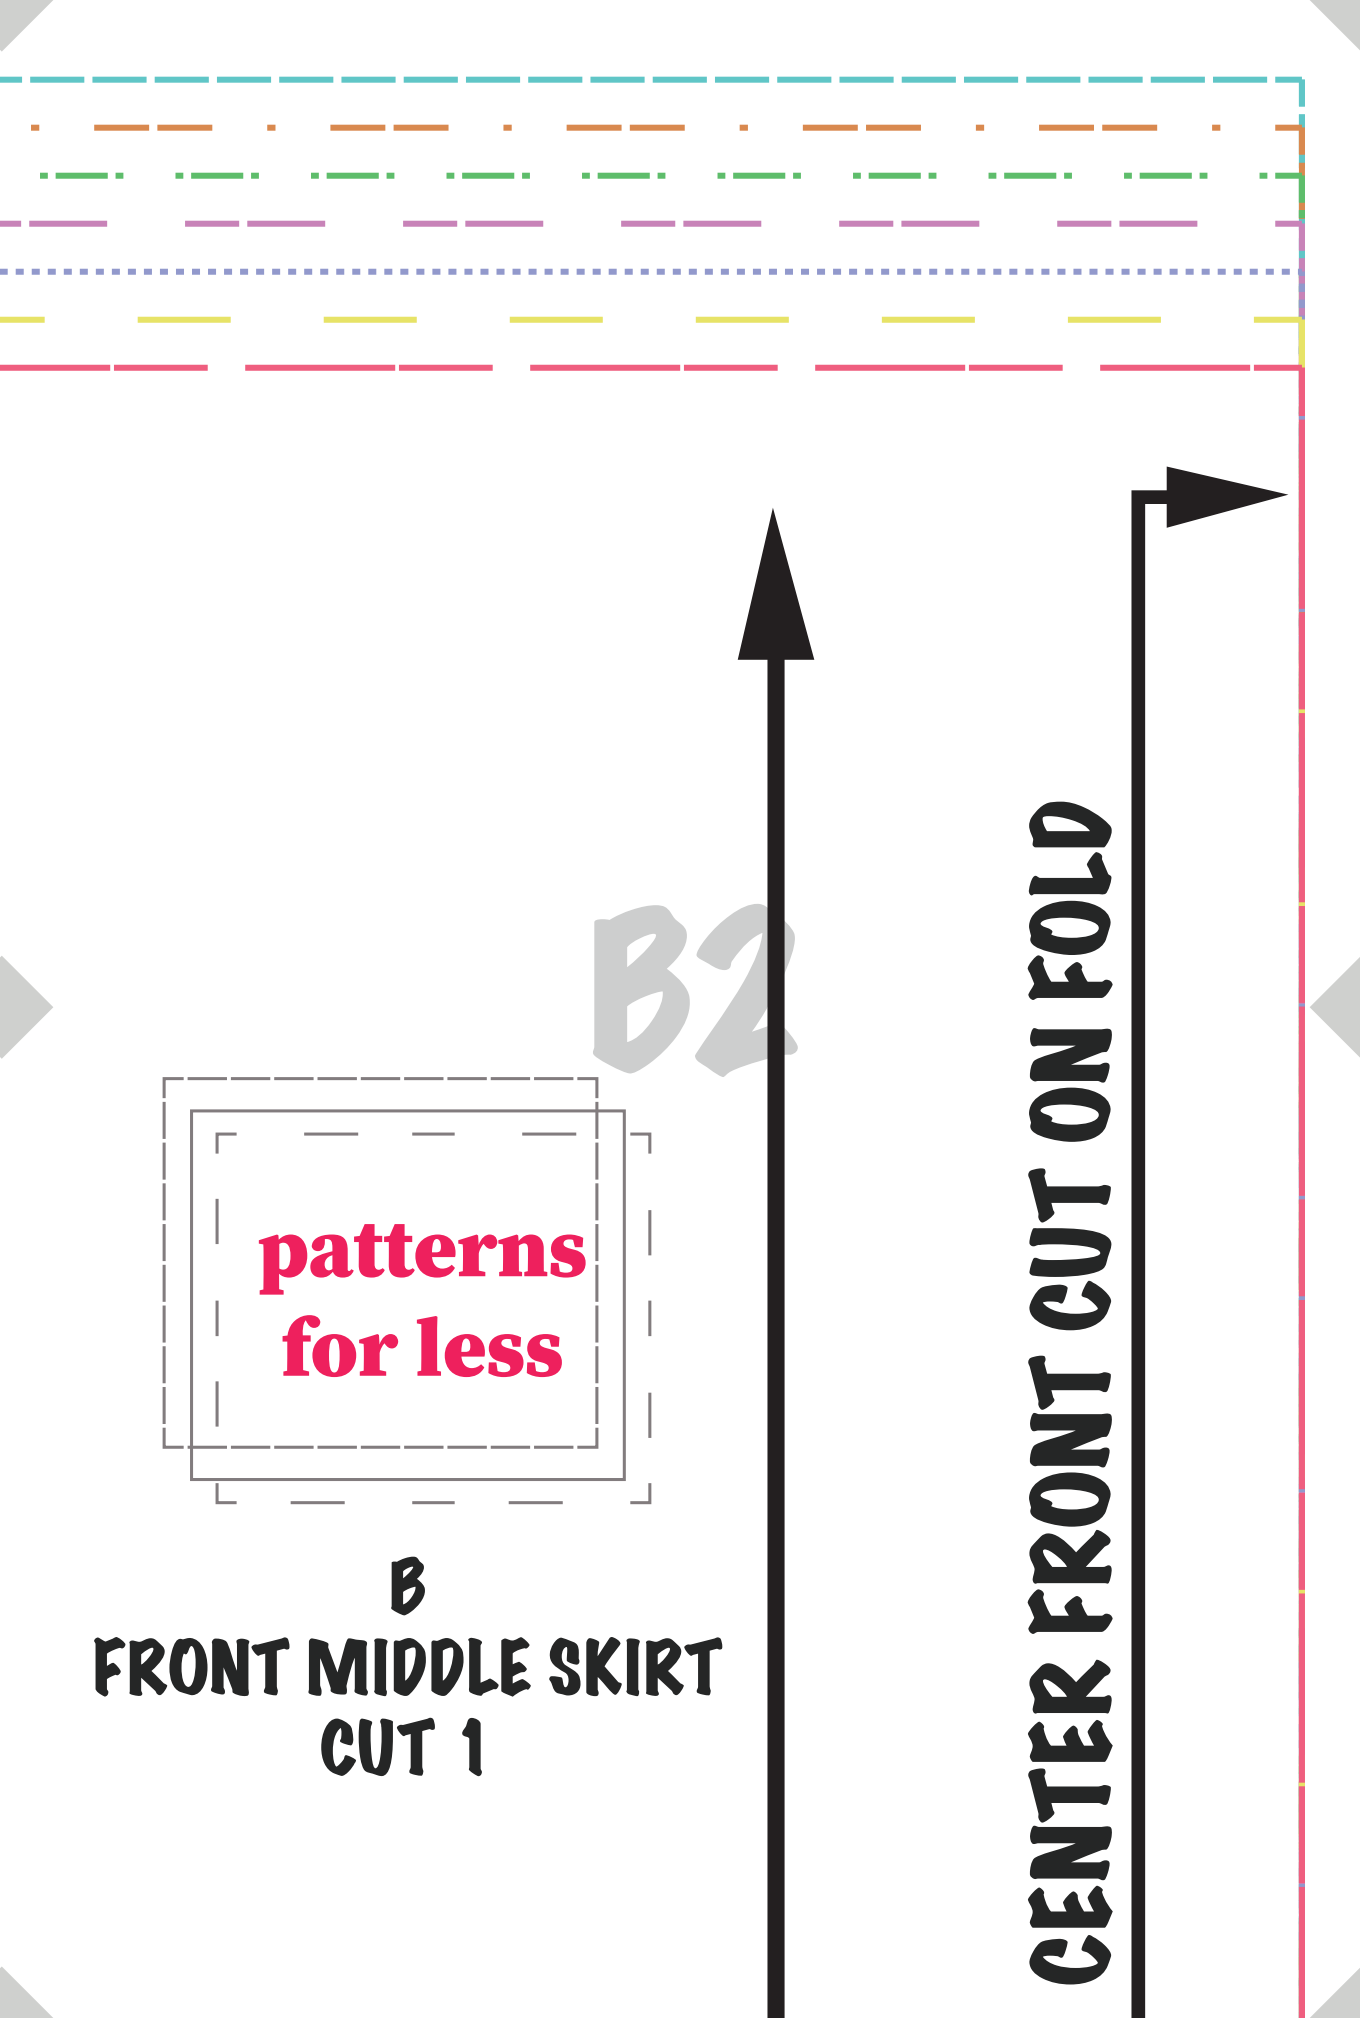 B2
patterns
for less
B
FRONT MIDDLE SKIRT
CUT 1
CENTER FRONT CUT ON FOLD